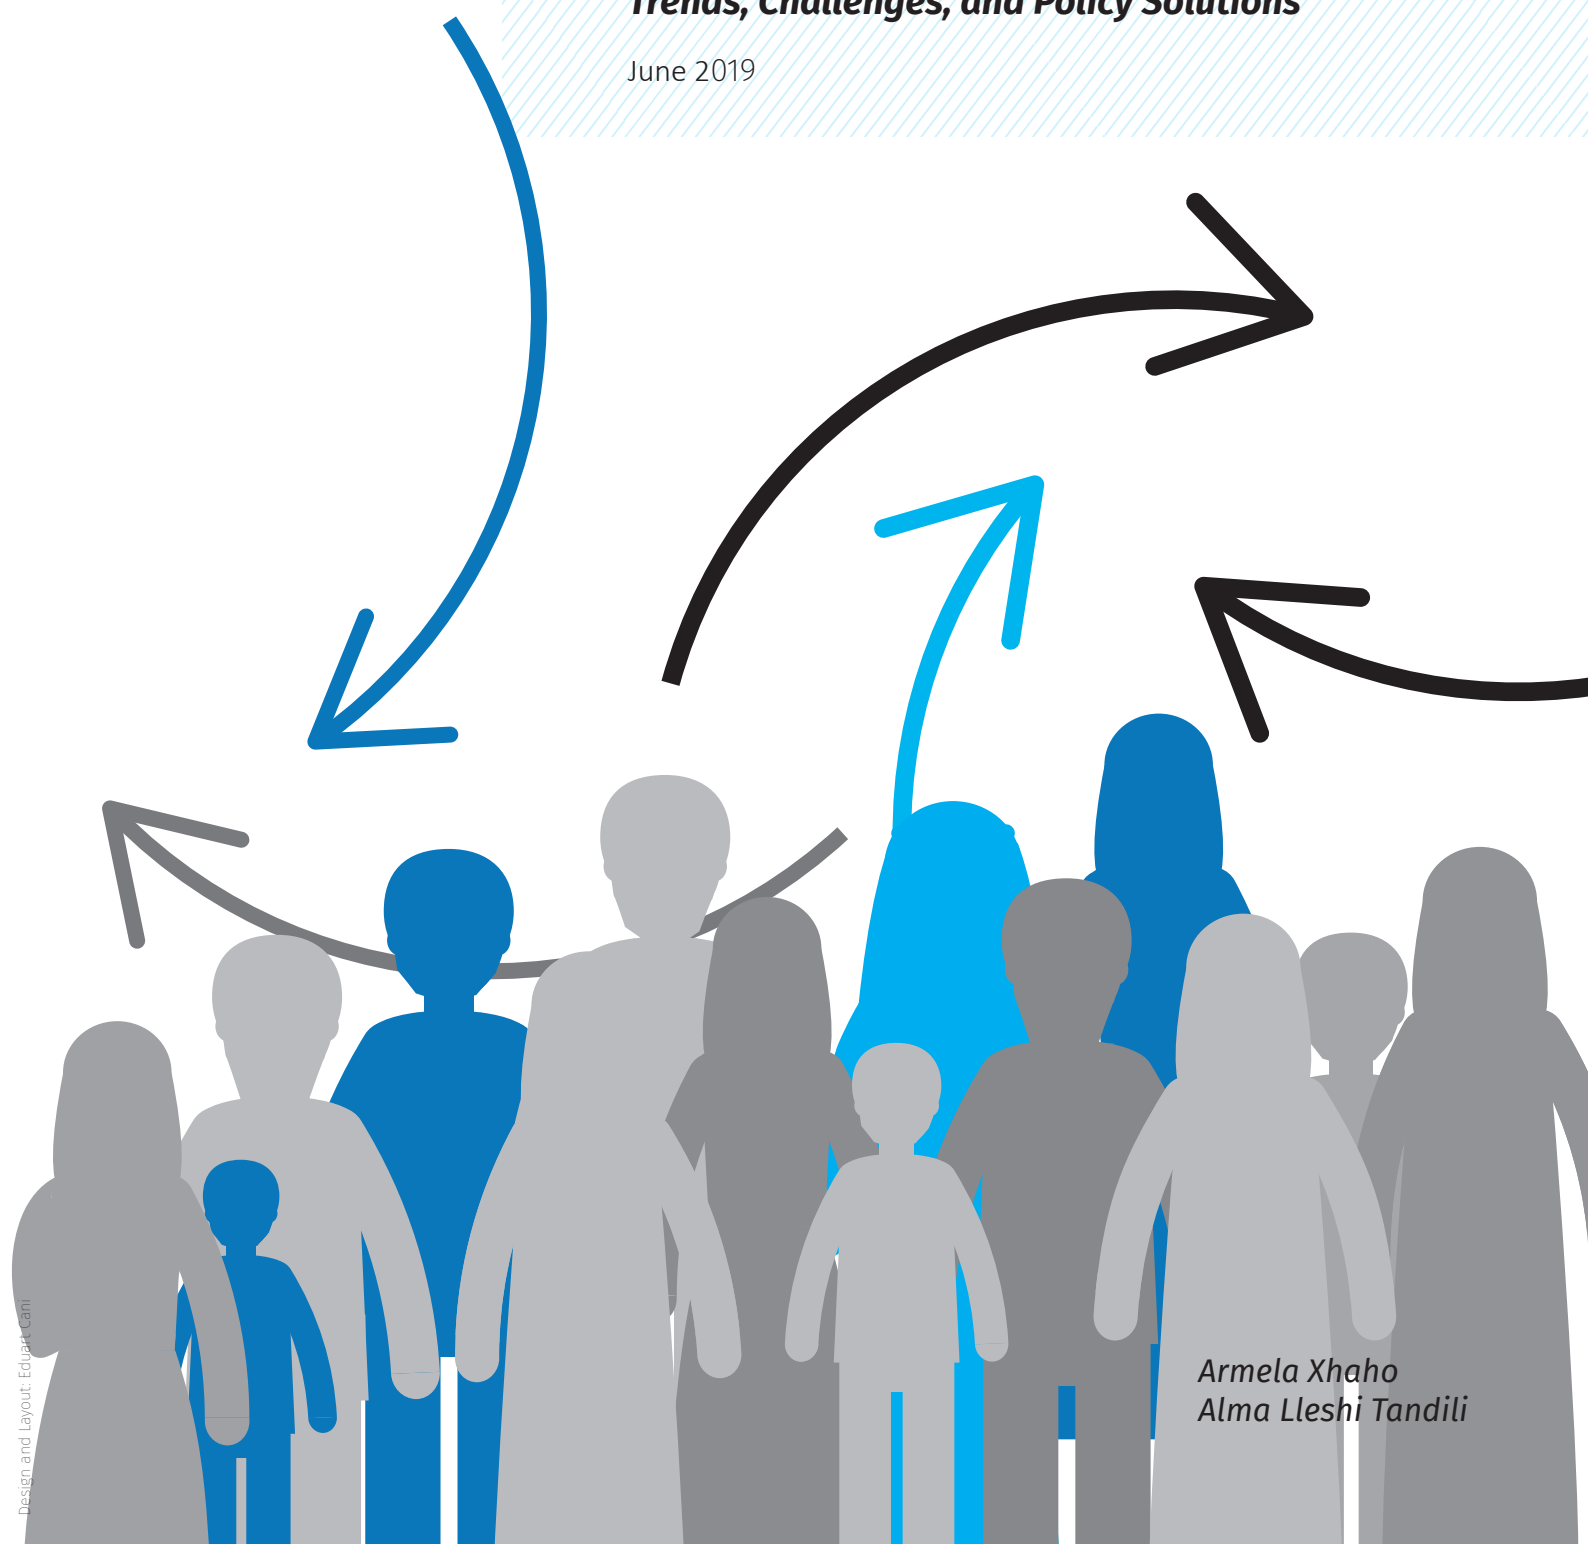 Trends, Challenges, and Policy Solutions
June 2019
Armela Xhaho
Alma Lleshi Tandili
Design and Layout: Eduart Cani